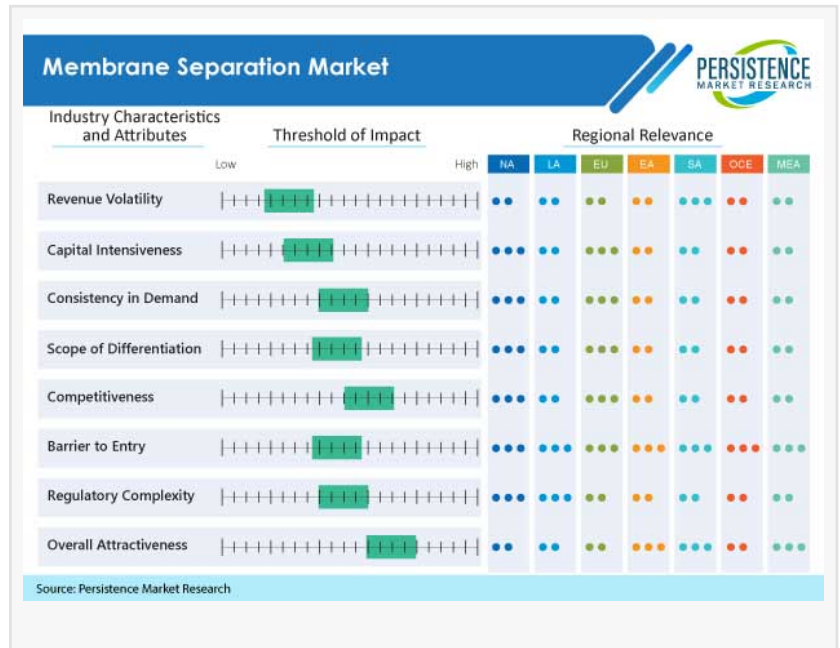 Membrane Separation Market
PERSISTENCE
MARKET RESEARCH
Industry Characteristics
and Attributes
Threshold of Impact
Regional Relevance
Low
High
NA
LA
EU
EA
SA
OCE
MEA
Revenue Volatility
Capital Intensiveness
Consistency in Demand
Scope of Differentiation
Competitiveness
Barrier to Entry
Regulatory Complexity
Overall Attractiveness
Source: Persistence Market Research